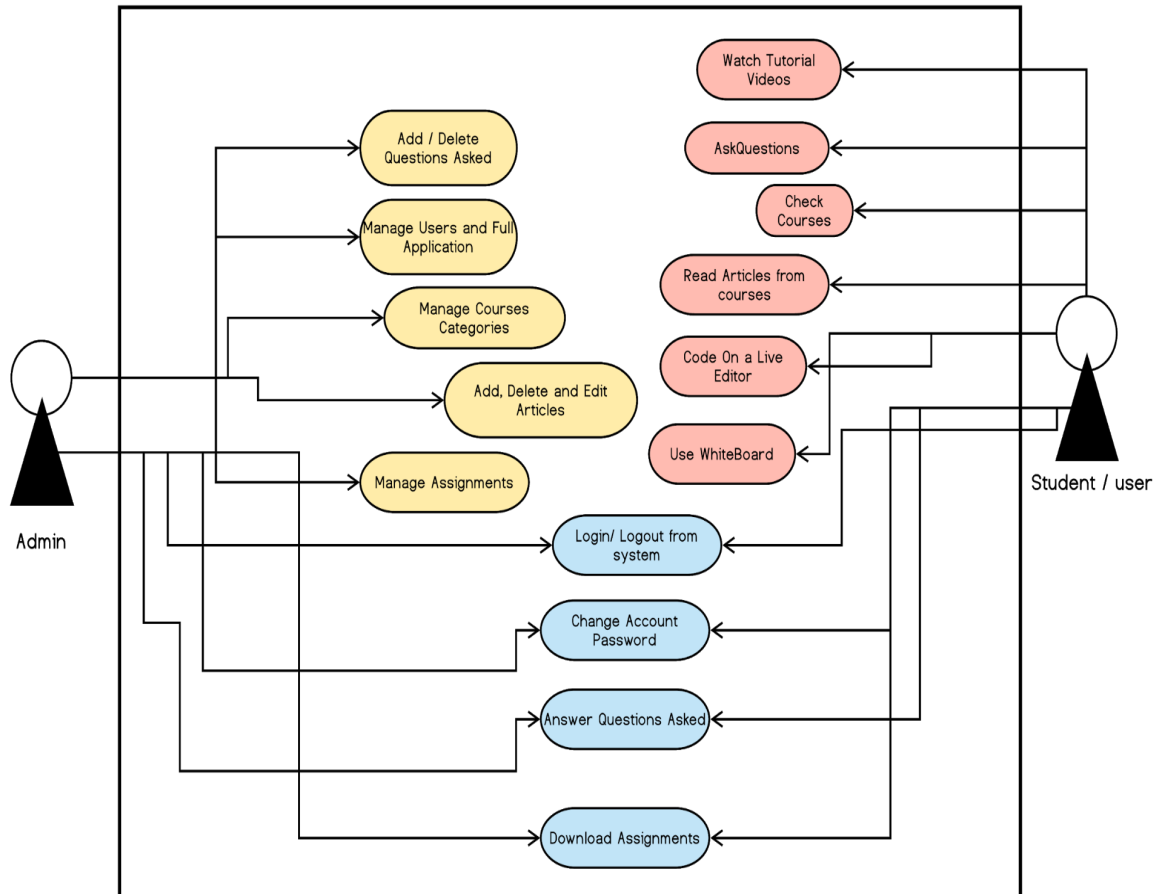 Watch Tutorial
Videos
Add / Delete
Questions Asked
AskQuestions
Check
Courses
Manage Users and Full
Application
Read Articles from
courses
Manage Courses
Categories
Code On a Live
Editor
Add, Delete and Edit
Articles
Use WhiteBoard
Manage Assignments
Student / user
Admin
Login/ Logout from
system
Change Account
Password
Answer Questions Asked
Download Assignments